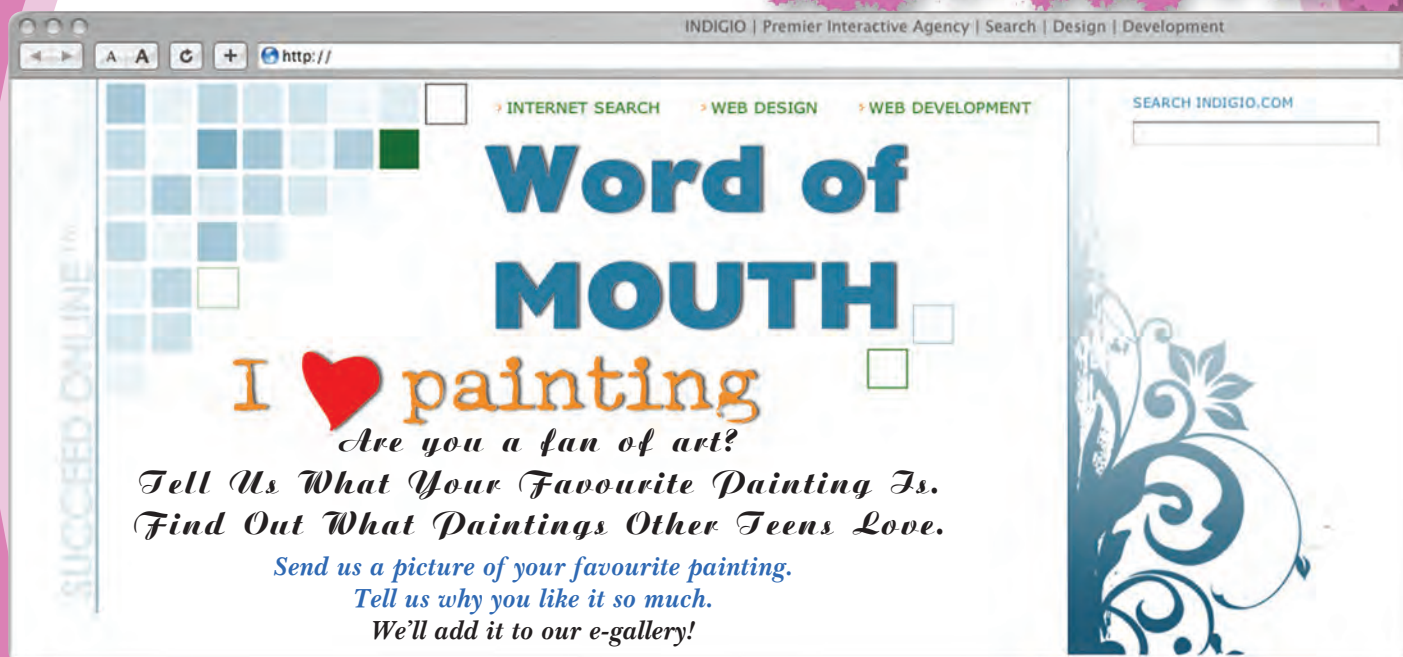 INDIGIO | Premier Interactive Agency | Search | Design | Development
A A C + http://
› INTERNET SEARCH › WEB DESIGN › WEB DEVELOPMENT
SEARCH INDIGIO.COM
Word of
MOUTH
I ♥ painting
Are you a fan of art?
Tell Us What Your Favourite Painting Is.
Find Out What Paintings Other Teens Love.
Send us a picture of your favourite painting.
Tell us why you like it so much.
We'll add it to our e-gallery!
SUCCEED ONLINE™